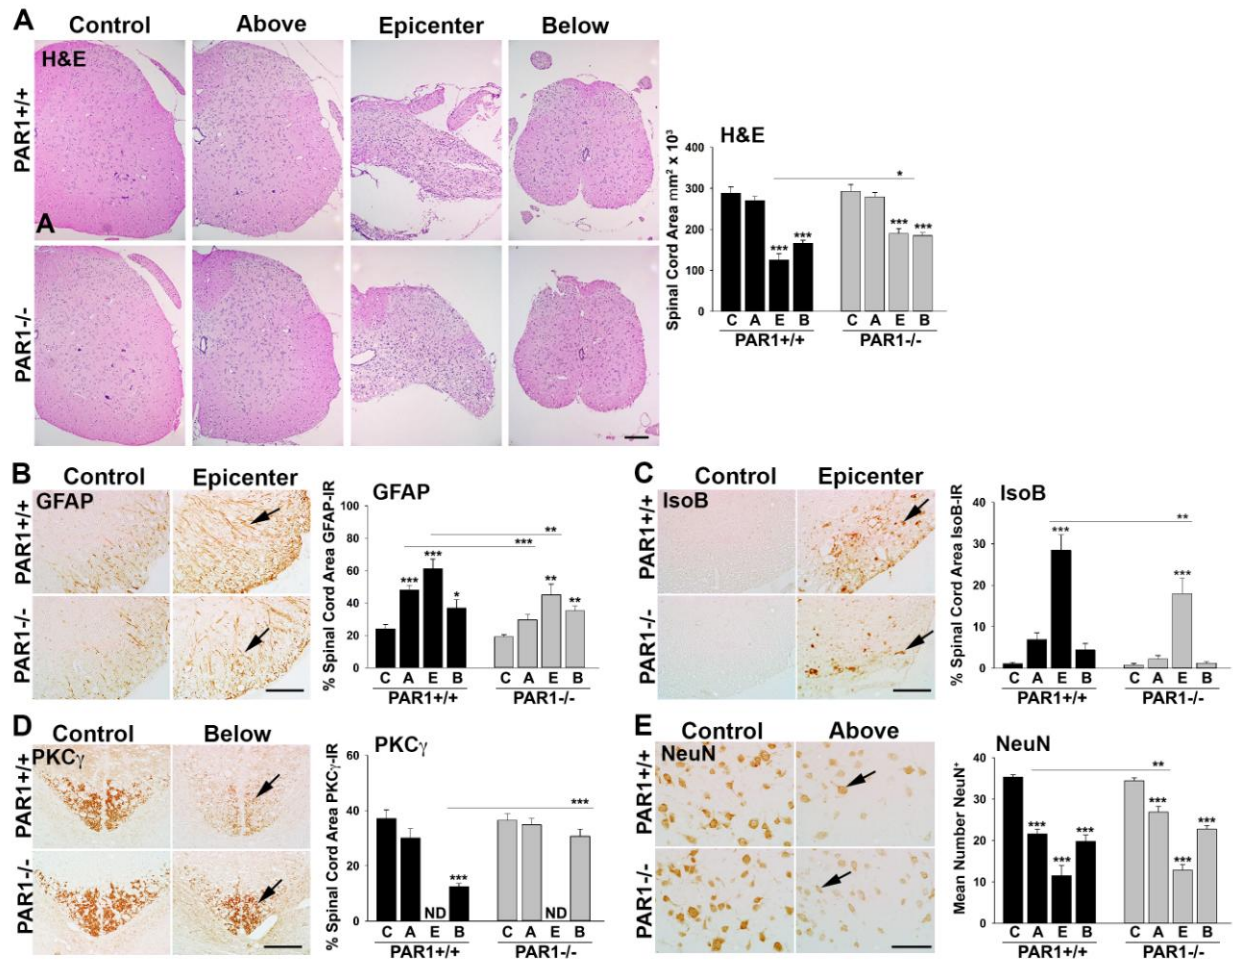 A
Control Above Epicenter Below
H&E
PAR1+/+
A
PAR1-/-
H&E
Spinal Cord Area mm² x 10³
400
300
200
100
0
*
*** *** *** ***
C A E B C A E B
PAR1+/+ PAR1-/-
B
Control Epicenter
GFAP
PAR1+/+
PAR1-/-
GFAP
% Spinal Cord Area GFAP-IR
100
80
60
40
20
0
**
***
*** *** * ** **
C A E B C A E B
PAR1+/+ PAR1-/-
C
Control Epicenter
IsoB
PAR1+/+
PAR1-/-
IsoB
% Spinal Cord Area IsoB-IR
40
30
20
10
0
**
*** ***
C A E B C A E B
PAR1+/+ PAR1-/-
D
Control Below
PKCγ
PAR1+/+
PAR1-/-
PKCγ
% Spinal Cord Area PKCγ-IR
60
40
20
0
***
***
ND ND
C A E B C A E B
PAR1+/+ PAR1-/-
E
Control Above
NeuN
PAR1+/+
PAR1-/-
NeuN
Mean Number NeuN⁺
40
30
20
10
0
**
*** *** *** *** *** ***
C A E B C A E B
PAR1+/+ PAR1-/-